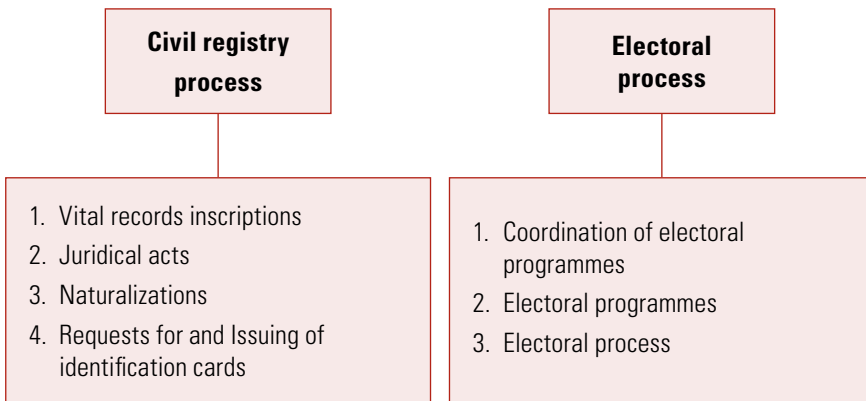 Civil registry
process
1. Vital records inscriptions
2. Juridical acts
3. Naturalizations
4. Requests for and Issuing of
identification cards
Electoral
process
1. Coordination of electoral
programmes
2. Electoral programmes
3. Electoral process